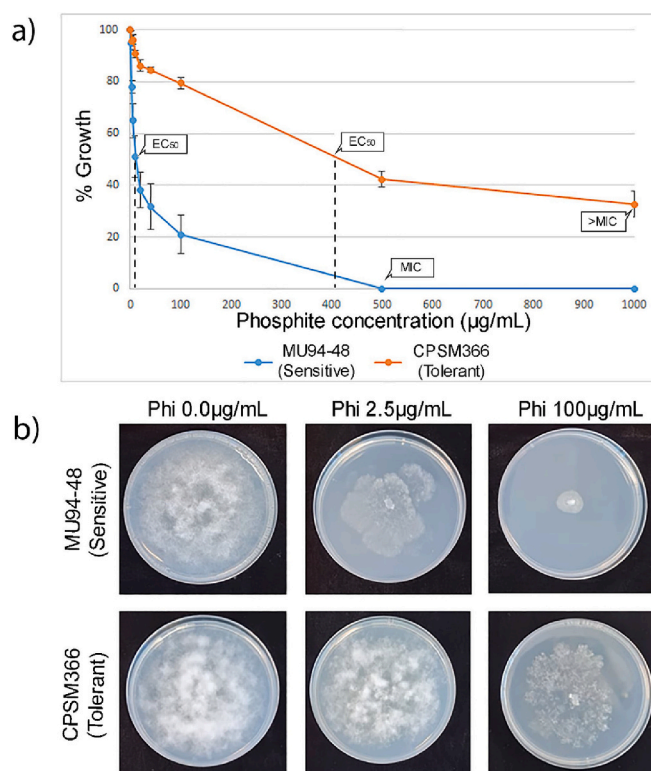 a)
100
80
60
40
20
0
% Growth
EC₅₀
EC₅₀
MIC
>MIC
0 100 200 300 400 500 600 700 800 900 1000
Phosphite concentration (µg/mL)
MU94-48
(Sensitive)
CPSM366
(Tolerant)
b)
Phi 0.0µg/mL Phi 2.5µg/mL Phi 100µg/mL
MU94-48
(Sensitive)
CPSM366
(Tolerant)